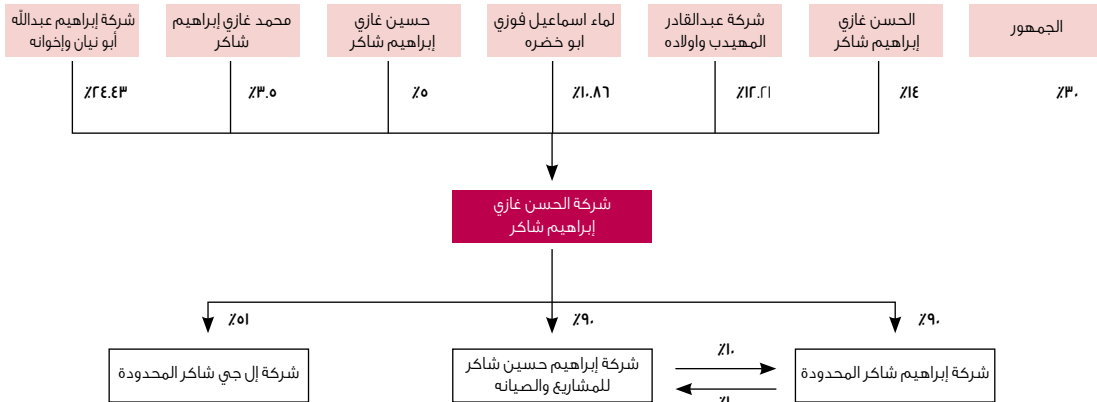 الجمهور
الحسن غازي
إبراهيم شاكر
شركة عبدالقادر
المهيدب واولاده
لماء اسماعيل فوزي
ابو خضره
حسين غازي
إبراهيم شاكر
محمد غازي إبراهيم
شاكر
شركة إبراهيم عبدالله
أبو نيان وإخوانه
٪٣٠
٪١٤
٪١٢.٢١
٪١٠.٨٦
٪٥
٪٣.٥
٪٢٤.٤٣
شركة الحسن غازي
إبراهيم شاكر
٪٩٠
٪٩٠
٪٥١
شركة إبراهيم شاكر المحدودة
٪١٠
٪١٠
شركة إبراهيم حسين شاكر
للمشاريع والصيانه
شركة إل جي شاكر المحدودة